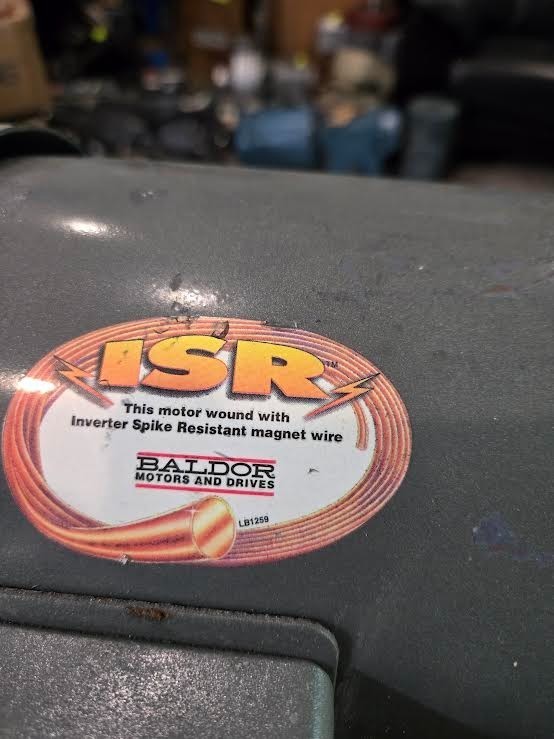 ISR™
This motor wound with
Inverter Spike Resistant magnet wire
BALDOR
MOTORS AND DRIVES
LB1259